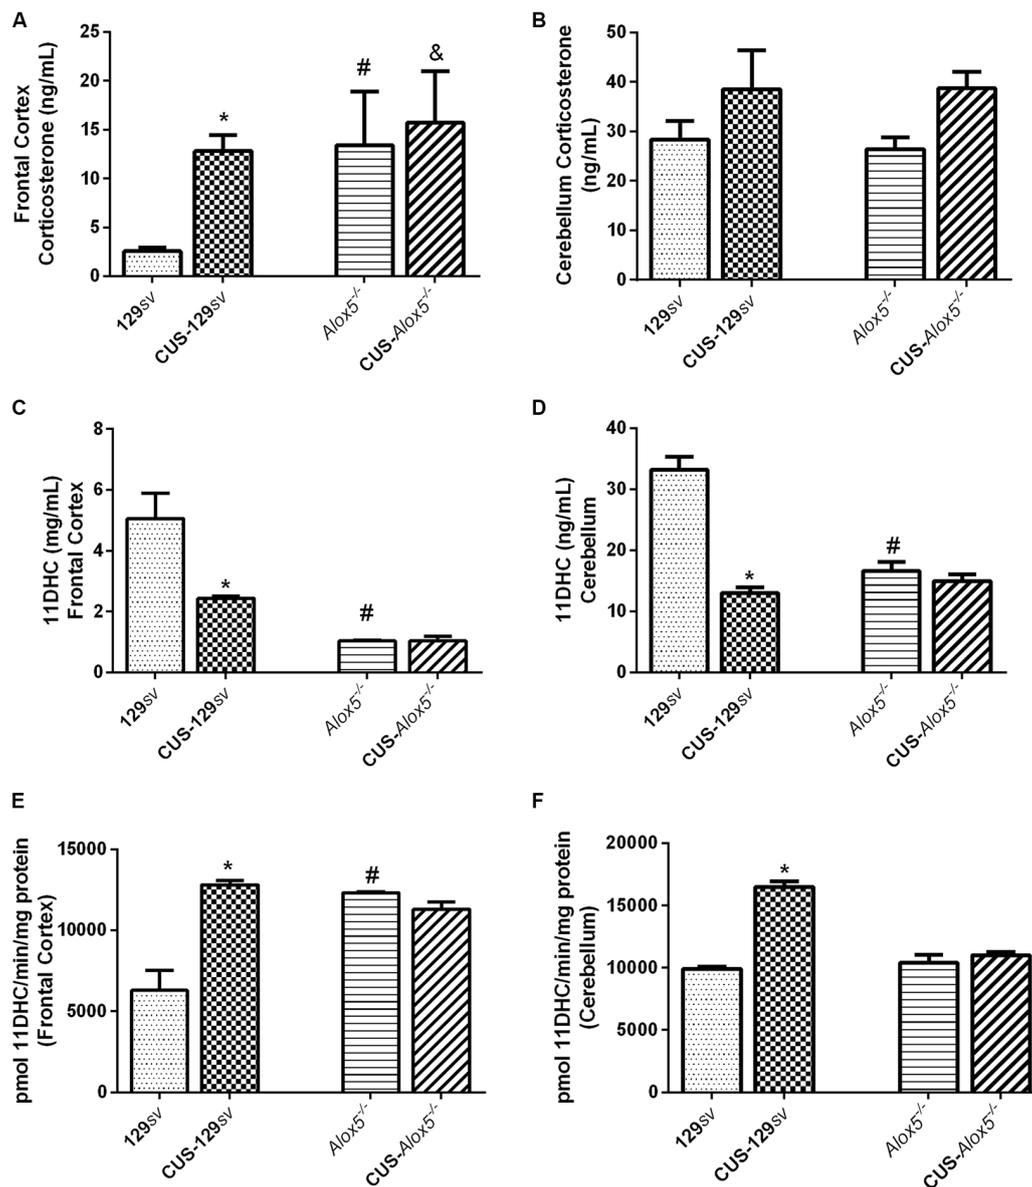 A
Frontal Cortex
Corticosterone (ng/mL)
25
20
15
10
5
0
*
#
&
129sv
CUS-129sv
Alox5-/-
CUS-Alox5-/-
B
Cerebellum Corticosterone
(ng/mL)
50
40
30
20
10
0
129sv
CUS-129sv
Alox5-/-
CUS-Alox5-/-
C
11DHC (mg/mL)
Frontal Cortex
8
6
4
2
0
*
#
129sv
CUS-129sv
Alox5-/-
CUS-Alox5-/-
D
11DHC (ng/mL)
Cerebellum
40
30
20
10
0
*
#
129sv
CUS-129sv
Alox5-/-
CUS-Alox5-/-
E
pmol 11DHC/min/mg protein
(Frontal Cortex)
15000
10000
5000
0
*
#
129sv
CUS-129sv
Alox5-/-
CUS-Alox5-/-
F
pmol 11DHC/min/mg protein
(Cerebellum)
20000
15000
10000
5000
0
*
129sv
CUS-129sv
Alox5-/-
CUS-Alox5-/-